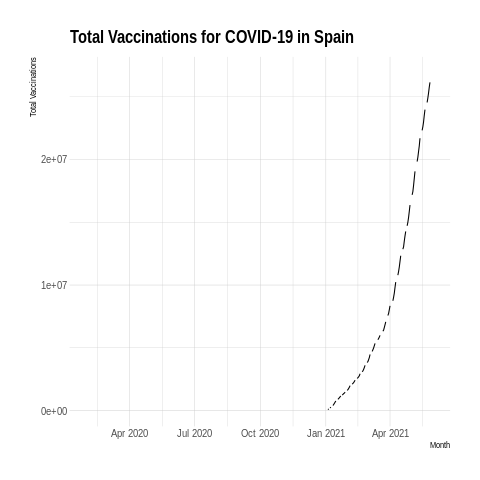 Total Vaccinations for COVID-19 in Spain
Total Vaccinations
2e+07
1e+07
0e+00
Apr 2020 Jul 2020 Oct 2020 Jan 2021 Apr 2021
Month